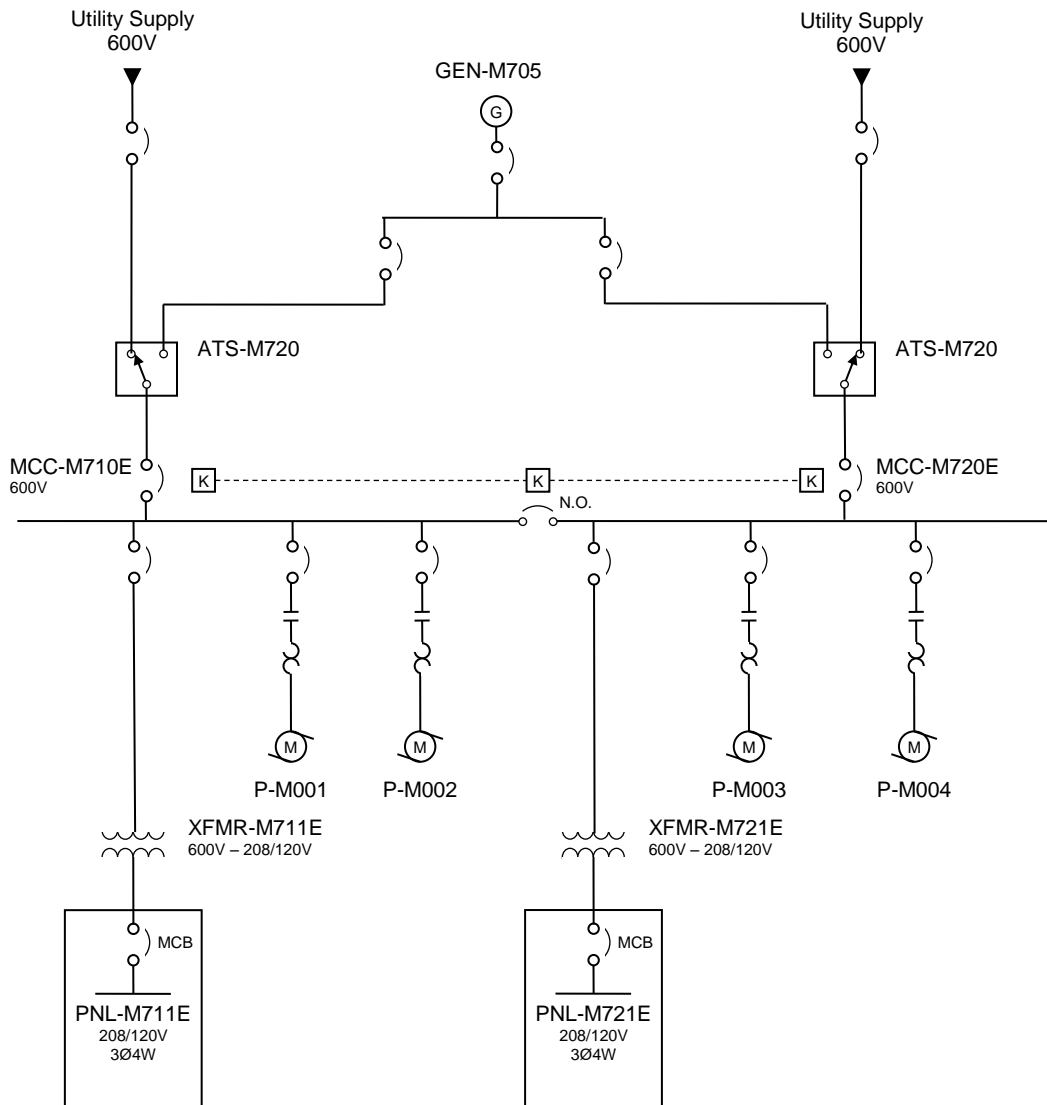 Utility Supply
600V
Utility Supply
600V
GEN-M705
G
ATS-M720
ATS-M720
MCC-M710E
600V
K
K
K
MCC-M720E
600V
N.O.
M
M
M
M
P-M001
P-M002
P-M003
P-M004
XFMR-M711E
600V – 208/120V
XFMR-M721E
600V – 208/120V
MCB
MCB
PNL-M711E
208/120V
3Ø4W
PNL-M721E
208/120V
3Ø4W